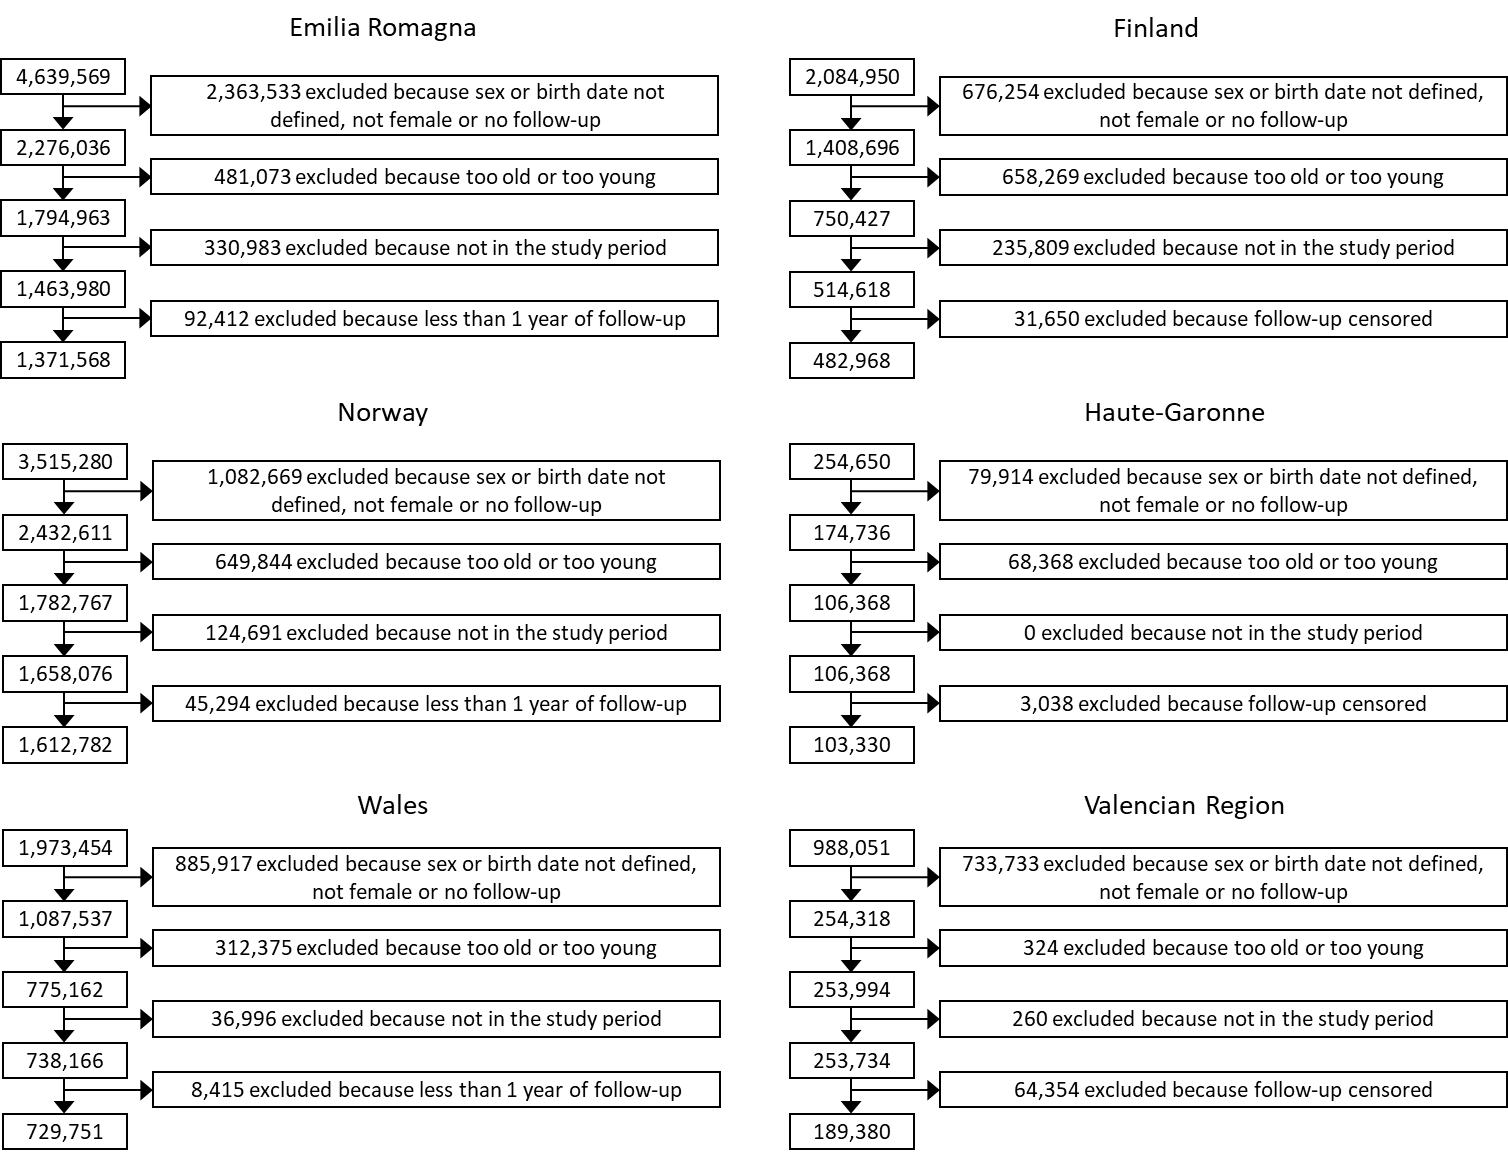 Emilia Romagna
4,639,569
2,363,533 excluded because sex or birth date not
defined, not female or no follow-up
2,276,036
481,073 excluded because too old or too young
1,794,963
330,983 excluded because not in the study period
1,463,980
92,412 excluded because less than 1 year of follow-up
1,371,568
Finland
2,084,950
676,254 excluded because sex or birth date not defined,
not female or no follow-up
1,408,696
658,269 excluded because too old or too young
750,427
235,809 excluded because not in the study period
514,618
31,650 excluded because follow-up censored
482,968
Norway
3,515,280
1,082,669 excluded because sex or birth date not
defined, not female or no follow-up
2,432,611
649,844 excluded because too old or too young
1,782,767
124,691 excluded because not in the study period
1,658,076
45,294 excluded because less than 1 year of follow-up
1,612,782
Haute-Garonne
254,650
79,914 excluded because sex or birth date not defined,
not female or no follow-up
174,736
68,368 excluded because too old or too young
106,368
0 excluded because not in the study period
106,368
3,038 excluded because follow-up censored
103,330
Wales
1,973,454
885,917 excluded because sex or birth date not defined,
not female or no follow-up
1,087,537
312,375 excluded because too old or too young
775,162
36,996 excluded because not in the study period
738,166
8,415 excluded because less than 1 year of follow-up
729,751
Valencian Region
988,051
733,733 excluded because sex or birth date not defined,
not female or no follow-up
254,318
324 excluded because too old or too young
253,994
260 excluded because not in the study period
253,734
64,354 excluded because follow-up censored
189,380